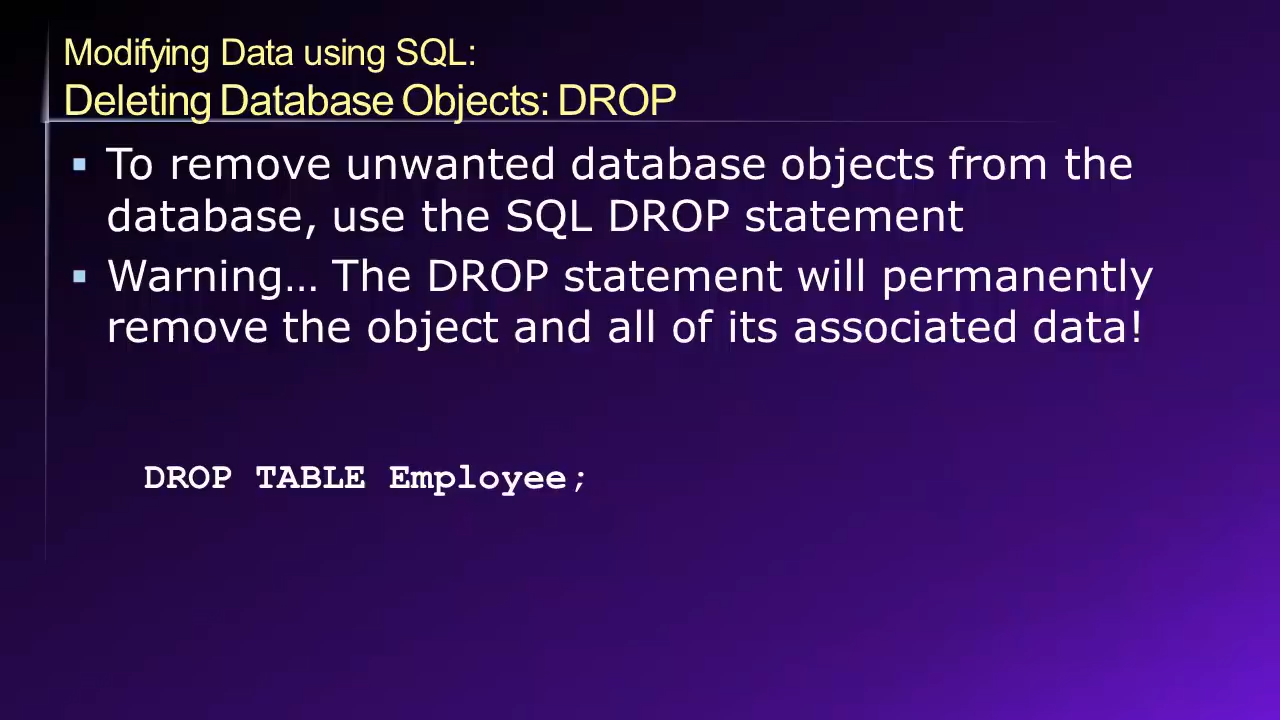 Modifying Data using SQL:
Deleting Database Objects: DROP
▪ To remove unwanted database objects from the
database, use the SQL DROP statement
▪ Warning… The DROP statement will permanently
remove the object and all of its associated data!
DROP TABLE Employee;